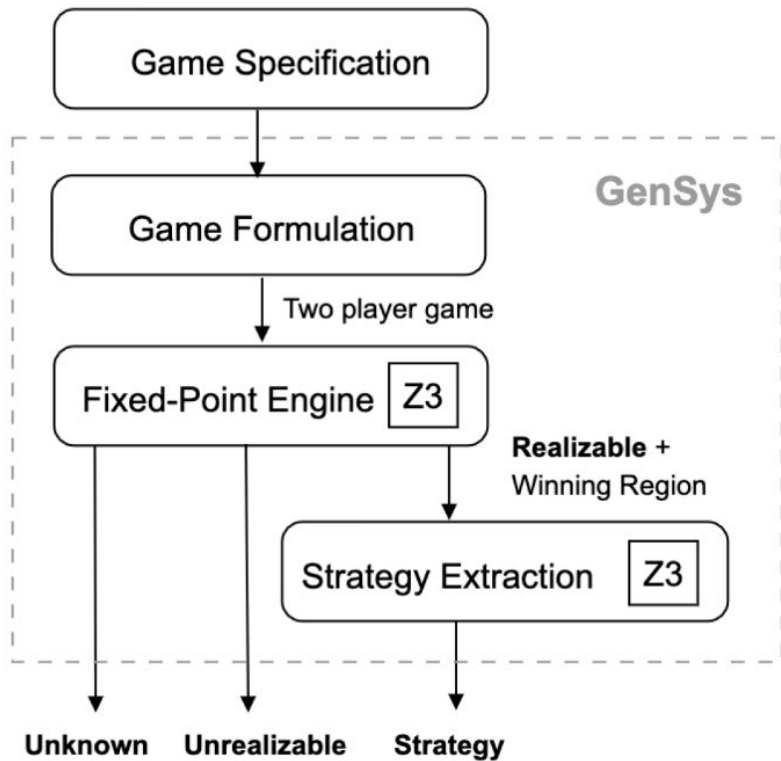 Game Specification
GenSys
Game Formulation
Two player game
Fixed-Point Engine Z3
Realizable +
Winning Region
Strategy Extraction Z3
Unknown Unrealizable Strategy